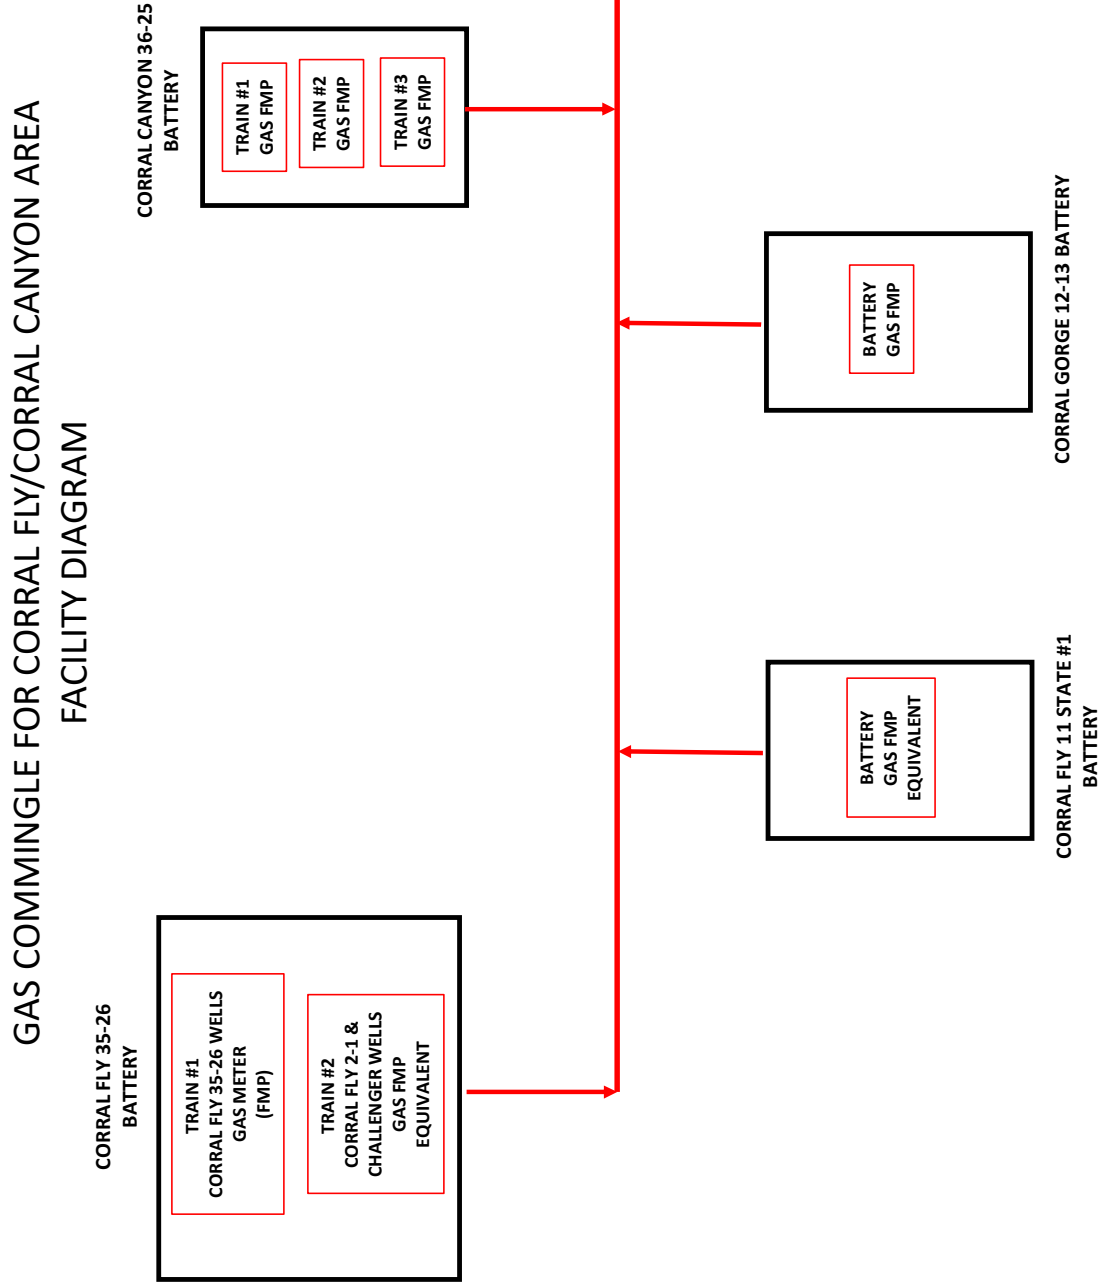 GAS COMMINGLE FOR CORRAL FLY/CORRAL CANYON AREA
FACILITY DIAGRAM
CORRAL FLY 35-26
BATTERY
TRAIN #1
CORRAL FLY 35-26 WELLS
GAS METER
(FMP)
TRAIN #2
CORRAL FLY 2-1 &
CHALLENGER WELLS
GAS FMP
EQUIVALENT
CORRAL CANYON 36-25
BATTERY
TRAIN #1
GAS FMP
TRAIN #2
GAS FMP
TRAIN #3
GAS FMP
BATTERY
GAS FMP
EQUIVALENT
CORRAL FLY 11 STATE #1
BATTERY
BATTERY
GAS FMP
CORRAL GORGE 12-13 BATTERY